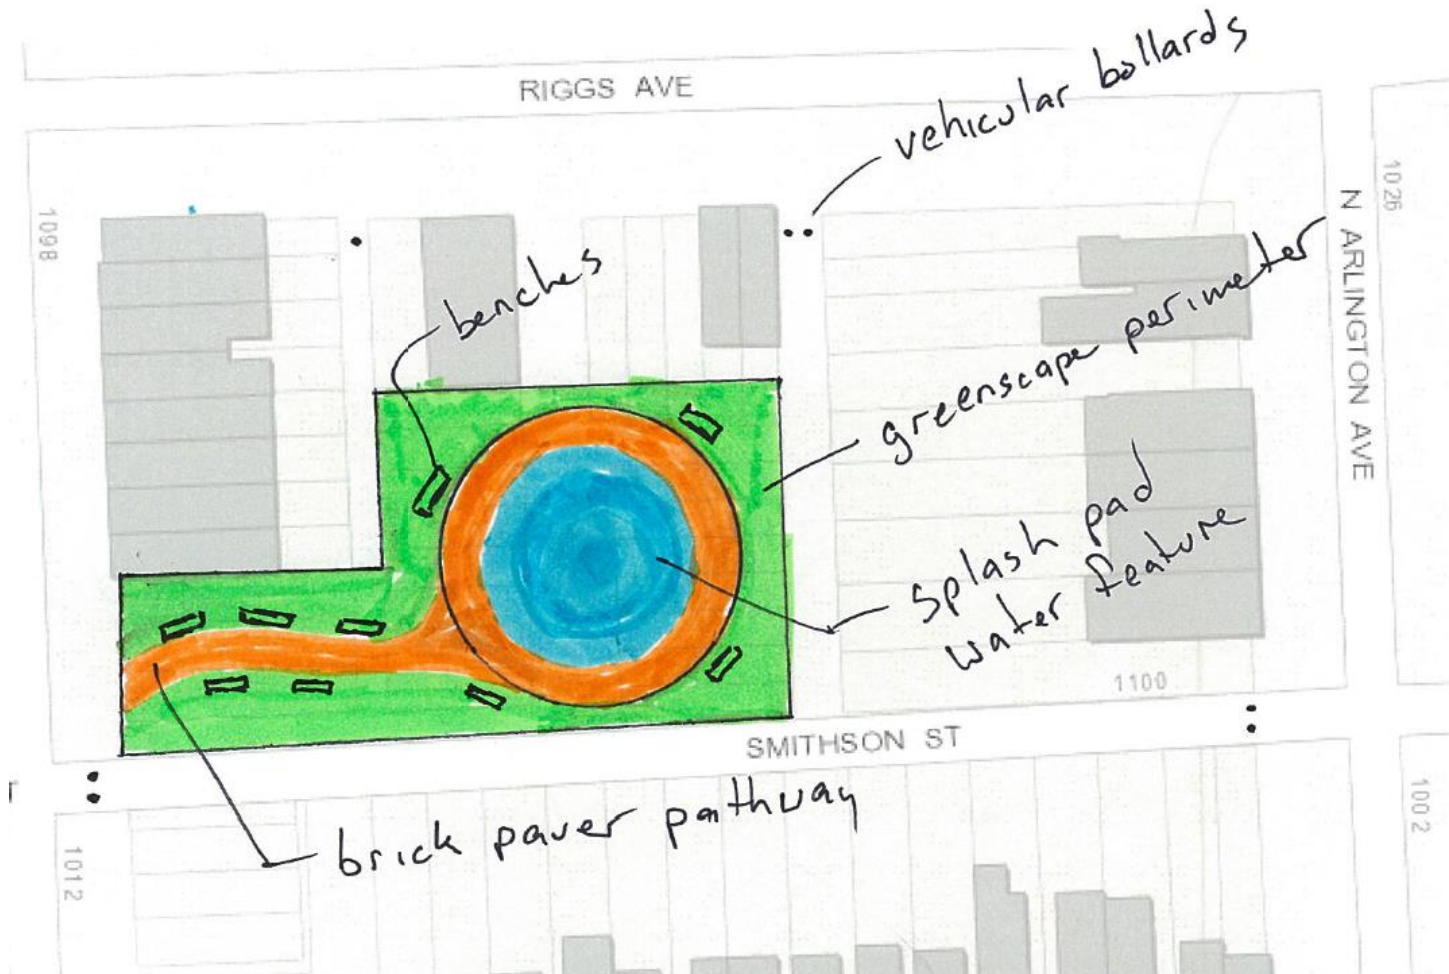 RIGGS AVE
vehicular bollards
1098
1026
N ARLINGTON AVE
benches
greenscape perimeter
splash pad
water feature
1100
SMITHSON ST
brick paver pathway
1012
1002